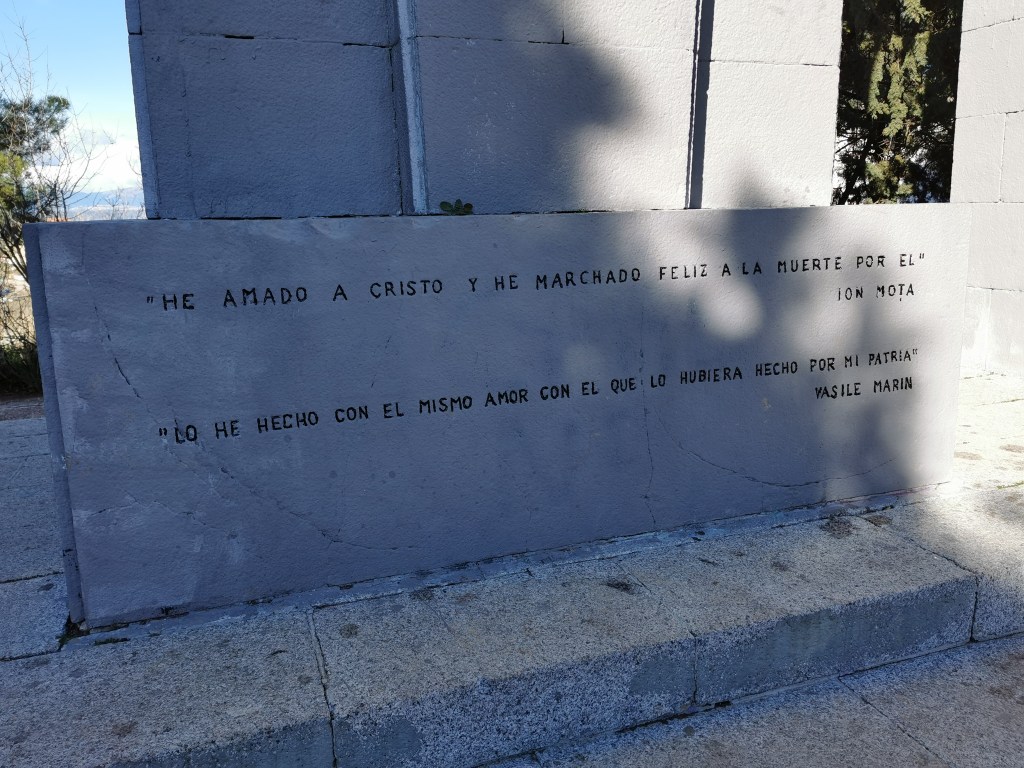 "HE AMADO A CRISTO Y HE MARCHADO FELIZ A LA MUERTE POR EL"
ION MOȚA
"LO HE HECHO CON EL MISMO AMOR CON EL QUE LO HUBIERA HECHO POR MI PATRIA"
VASILE MARIN